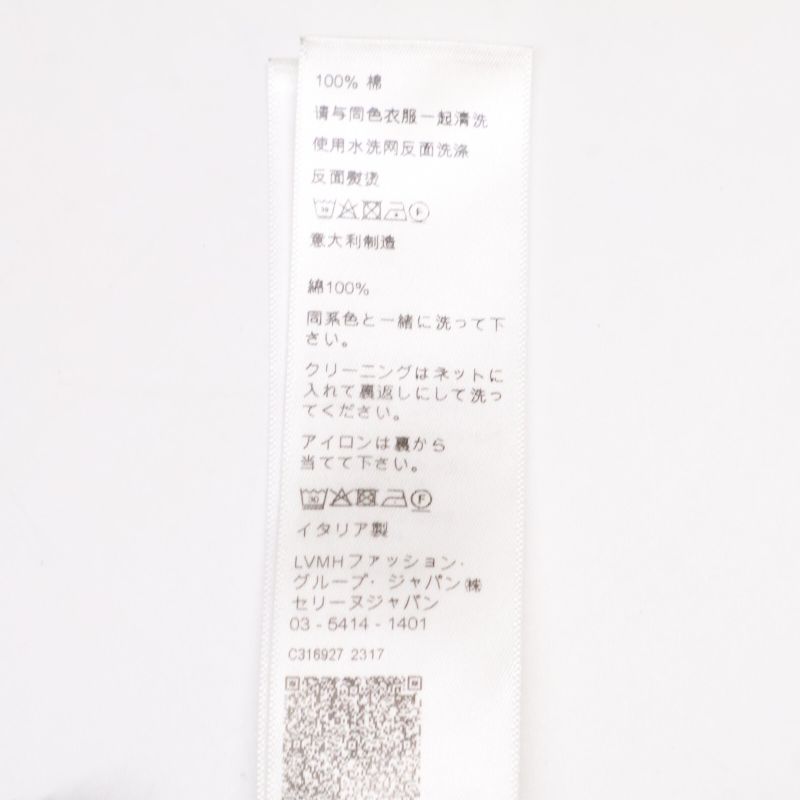 100% 棉
请与同色衣服一起清洗
使用水洗网反面洗涤
反面熨烫
意大利制造
綿100%
同系色と一緒に洗って下
さい。
クリーニングはネットに
入れて裏返しにして洗っ
てください。
アイロンは裏から
当てて下さい。
イタリア製
LVMHファッション・
グループ・ジャパン㈱
セリーヌジャパン
03 - 5414 - 1401
C316927 2317